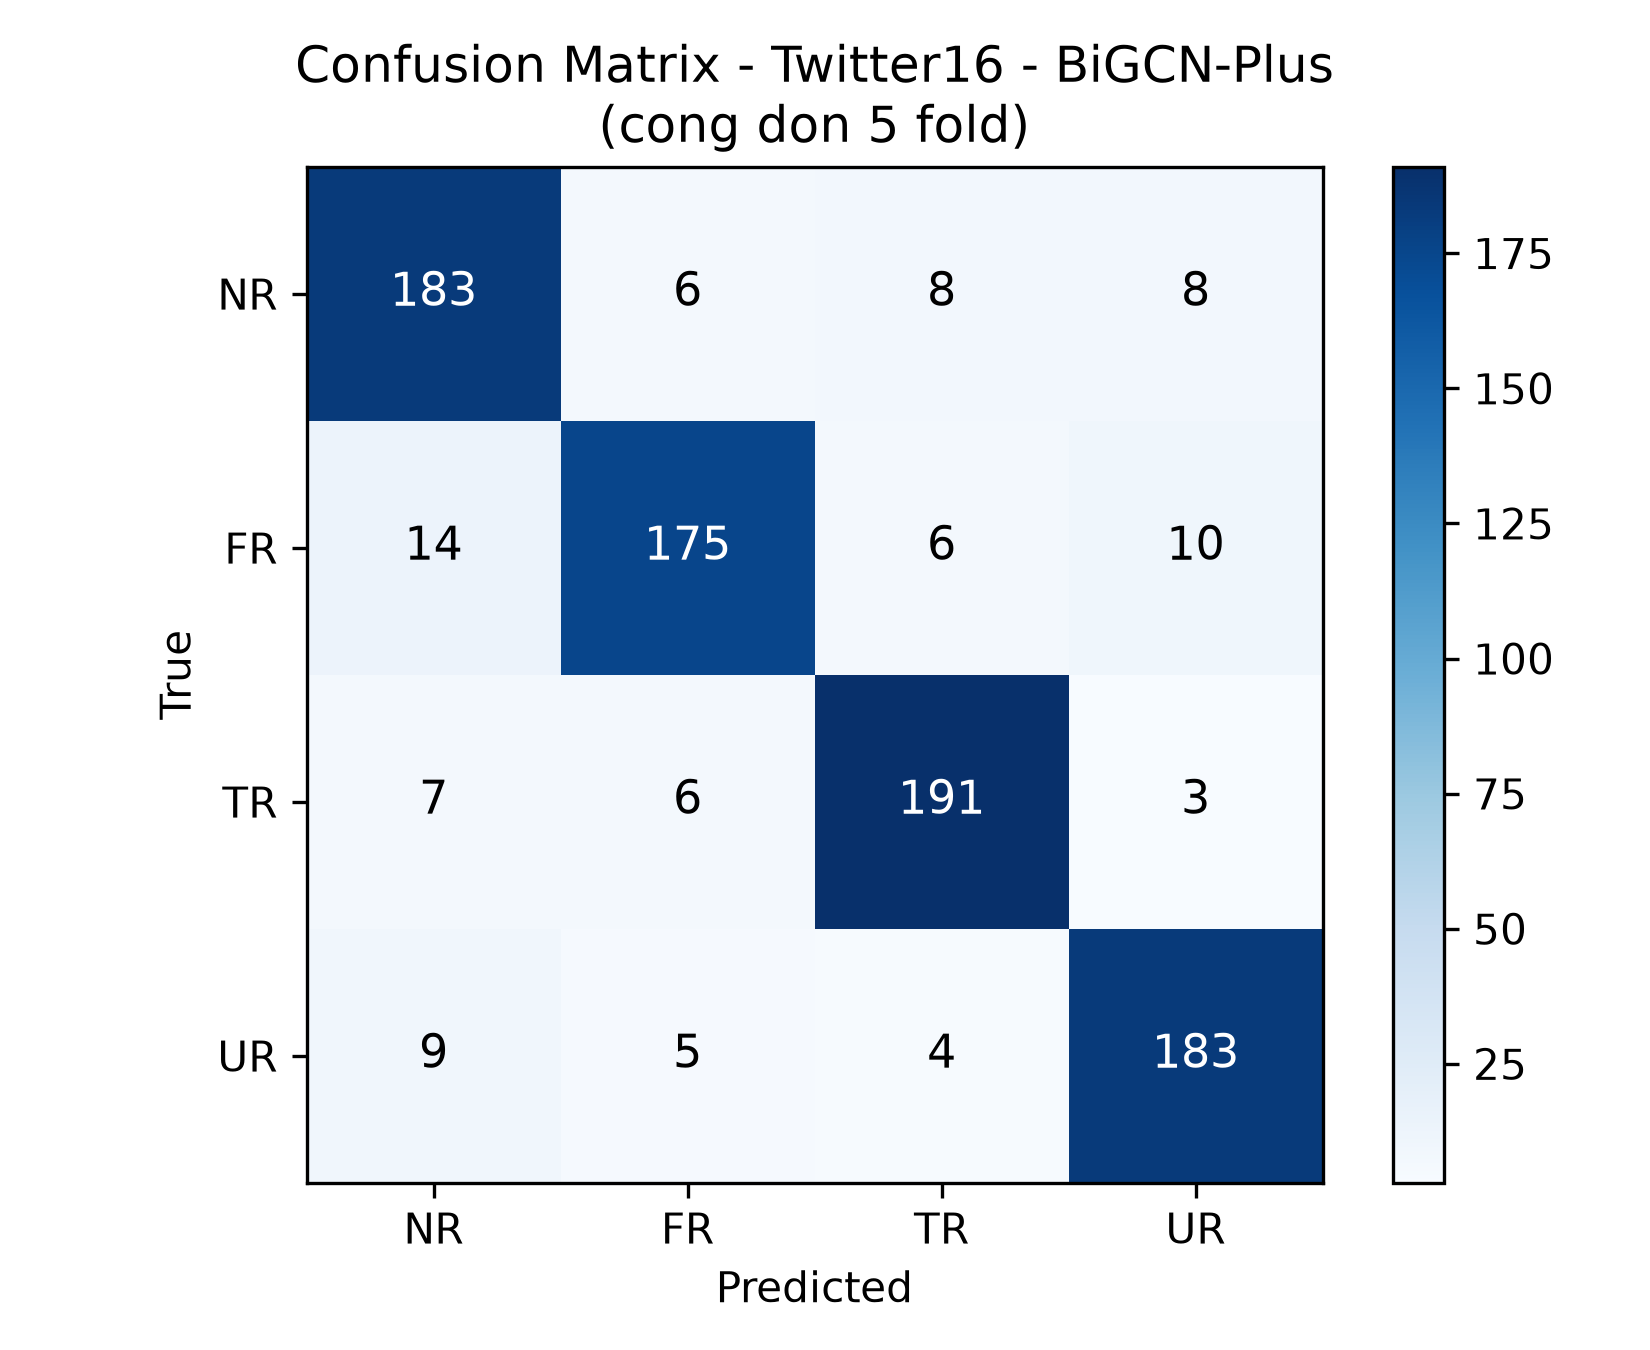 Confusion Matrix - Twitter16 - BiGCN-Plus
(cong don 5 fold)
NR 183 6 8 8
FR 14 175 6 10
TR 7 6 191 3
UR 9 5 4 183
NR FR TR UR
Predicted
True
175
150
125
100
75
50
25